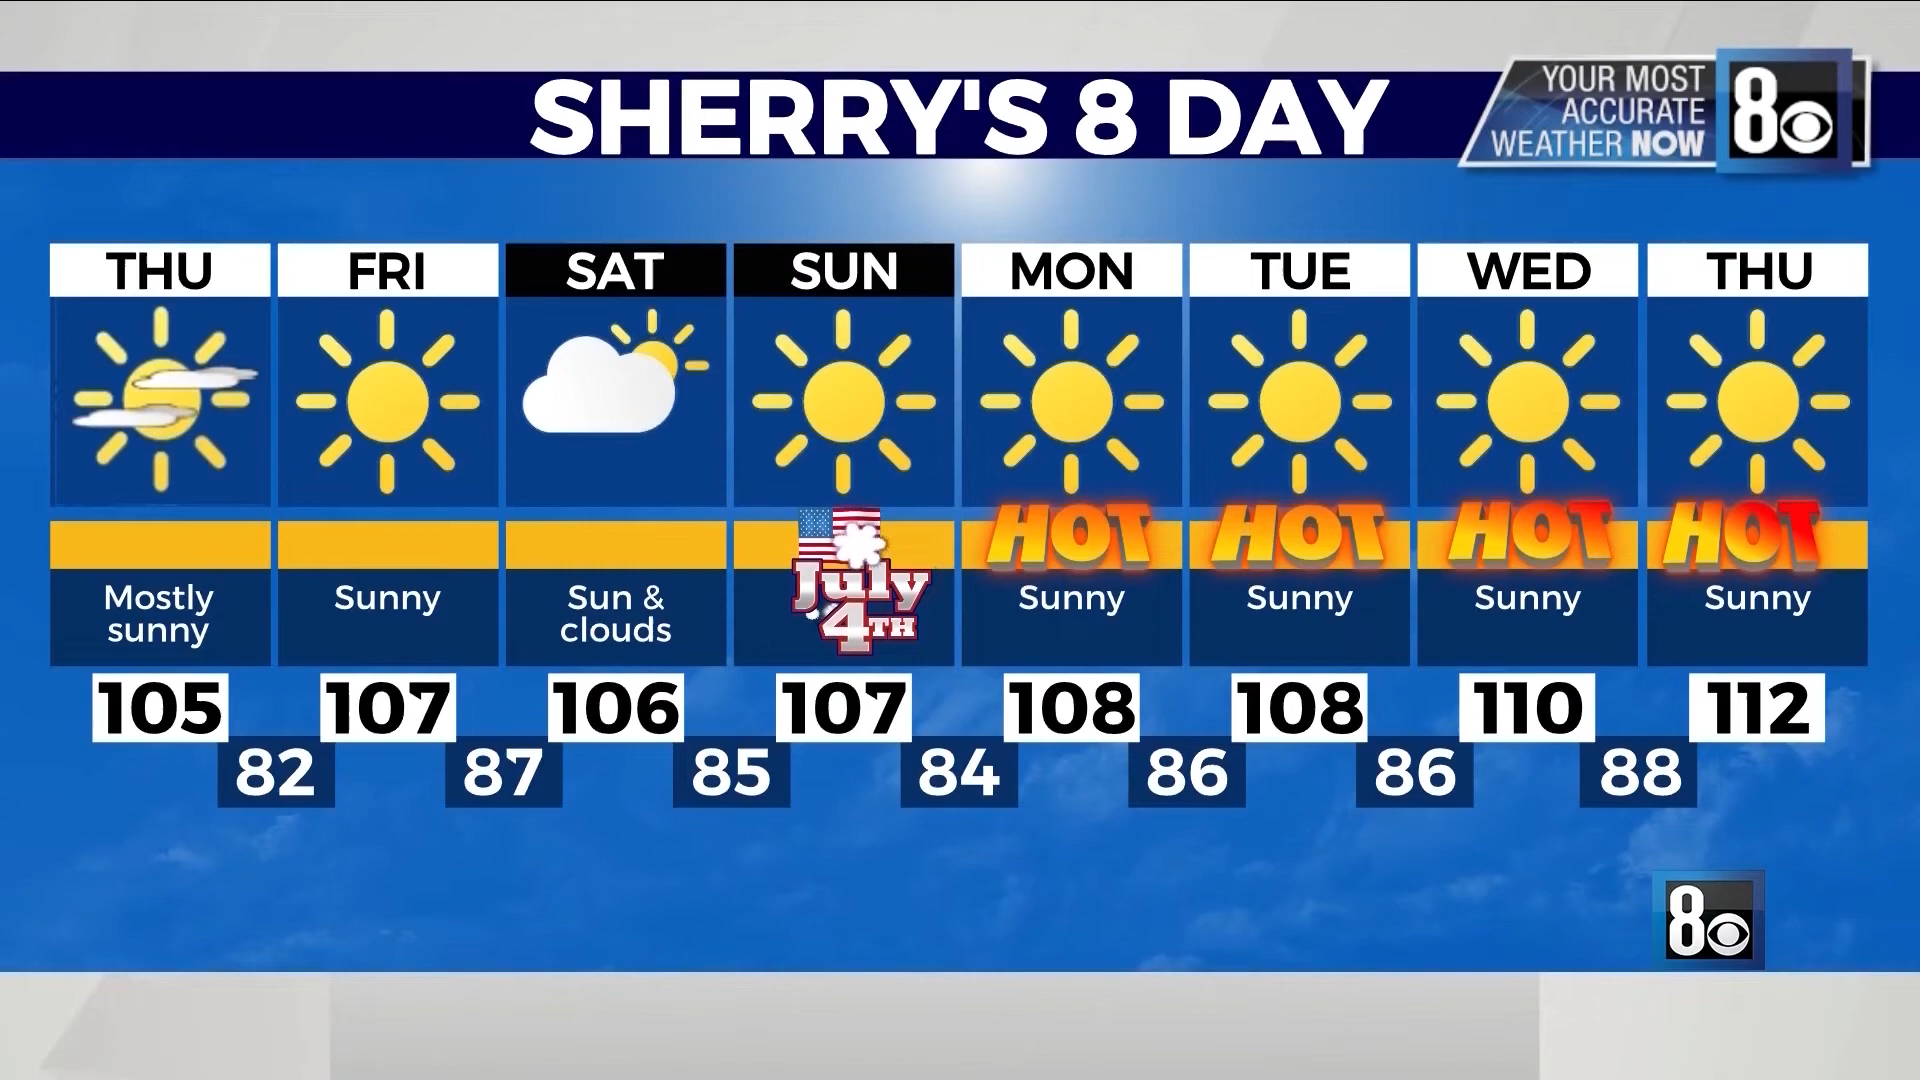 SHERRY'S 8 DAY
YOUR MOST
ACCURATE
WEATHER NOW
8
THU FRI SAT SUN MON TUE WED THU
HOT HOT HOT HOT
Mostly
sunny
Sunny
Sun &
clouds
July
4TH
Sunny
Sunny
Sunny
Sunny
105 107 106 107 108 108 110 112
82 87 85 84 86 86 88
8